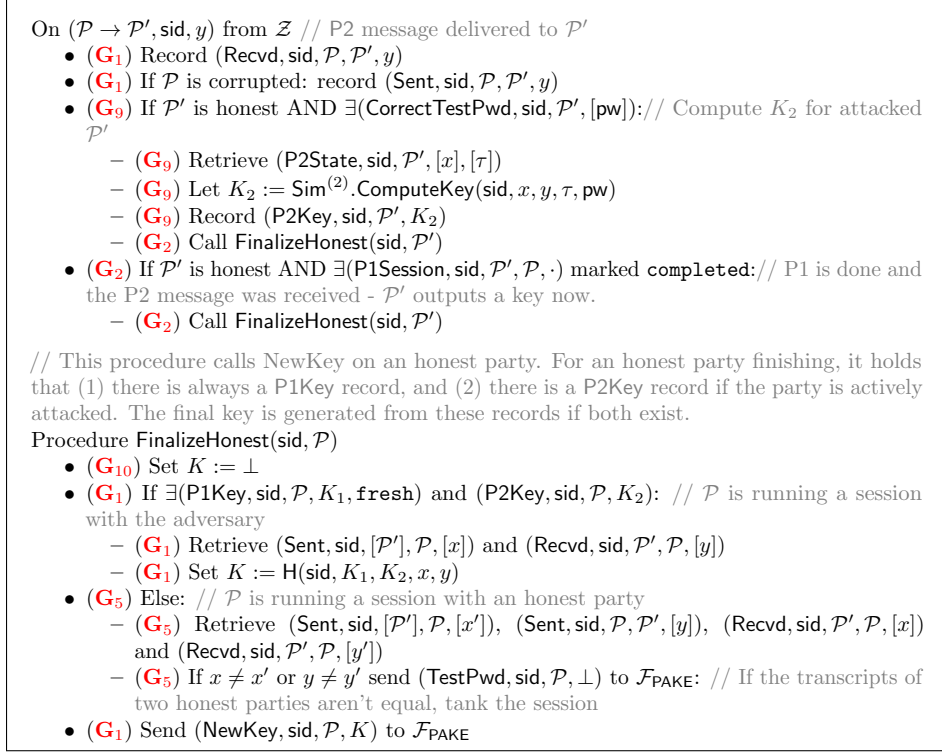 On (𝒫 → 𝒫′, sid, y) from 𝒵 // P2 message delivered to 𝒫′
• (G₁) Record (Recvd, sid, 𝒫, 𝒫′, y)
• (G₁) If 𝒫 is corrupted: record (Sent, sid, 𝒫, 𝒫′, y)
• (G₉) If 𝒫′ is honest AND ∃(CorrectTestPwd, sid, 𝒫′, [pw]):// Compute K₂ for attacked
𝒫′
– (G₉) Retrieve (P2State, sid, 𝒫′, [x], [τ])
– (G₉) Let K₂ := Sim⁽²⁾.ComputeKey(sid, x, y, τ, pw)
– (G₉) Record (P2Key, sid, 𝒫′, K₂)
– (G₂) Call FinalizeHonest(sid, 𝒫′)
• (G₂) If 𝒫′ is honest AND ∃(P1Session, sid, 𝒫′, 𝒫, ·) marked completed:// P1 is done and
the P2 message was received - 𝒫′ outputs a key now.
– (G₂) Call FinalizeHonest(sid, 𝒫′)
// This procedure calls NewKey on an honest party. For an honest party finishing, it holds
that (1) there is always a P1Key record, and (2) there is a P2Key record if the party is actively
attacked. The final key is generated from these records if both exist.
Procedure FinalizeHonest(sid, 𝒫)
• (G₁₀) Set K := ⊥
• (G₁) If ∃(P1Key, sid, 𝒫, K₁, fresh) and (P2Key, sid, 𝒫, K₂): // 𝒫 is running a session
with the adversary
– (G₁) Retrieve (Sent, sid, [𝒫′], 𝒫, [x]) and (Recvd, sid, 𝒫′, 𝒫, [y])
– (G₁) Set K := H(sid, K₁, K₂, x, y)
• (G₅) Else: // 𝒫 is running a session with an honest party
– (G₅) Retrieve (Sent, sid, [𝒫′], 𝒫, [x′]), (Sent, sid, 𝒫, 𝒫′, [y]), (Recvd, sid, 𝒫′, 𝒫, [x])
and (Recvd, sid, 𝒫′, 𝒫, [y′])
– (G₅) If x ≠ x′ or y ≠ y′ send (TestPwd, sid, 𝒫, ⊥) to ℱ_PAKE: // If the transcripts of
two honest parties aren't equal, tank the session
• (G₁) Send (NewKey, sid, 𝒫, K) to ℱ_PAKE